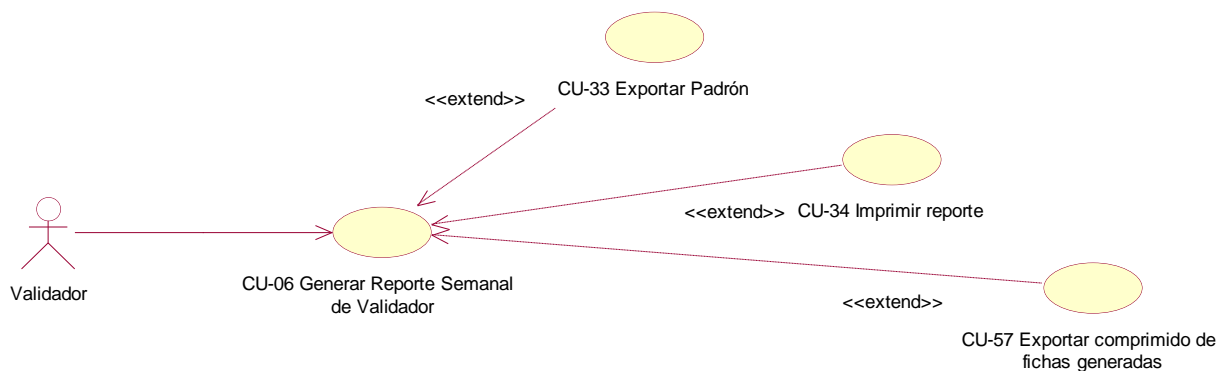 CU-33 Exportar Padrón
<<extend>>
<<extend>>
CU-34 Imprimir reporte
Validador
CU-06 Generar Reporte Semanal
de Validador
<<extend>>
CU-57 Exportar comprimido de
fichas generadas